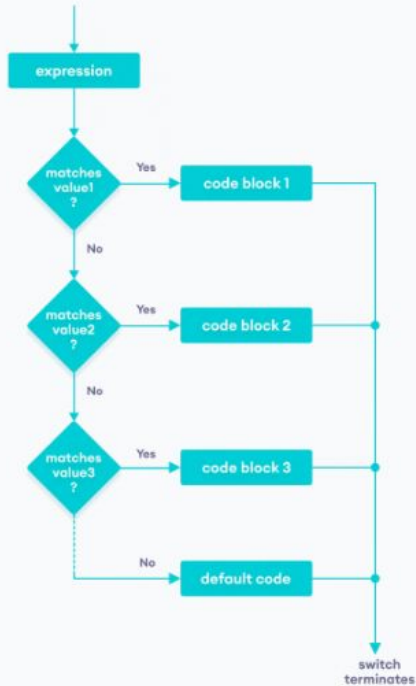 expression
matches
value1
?
Yes
code block 1
No
matches
value2
?
Yes
code block 2
No
matches
value3
?
Yes
code block 3
No
default code
switch
terminates